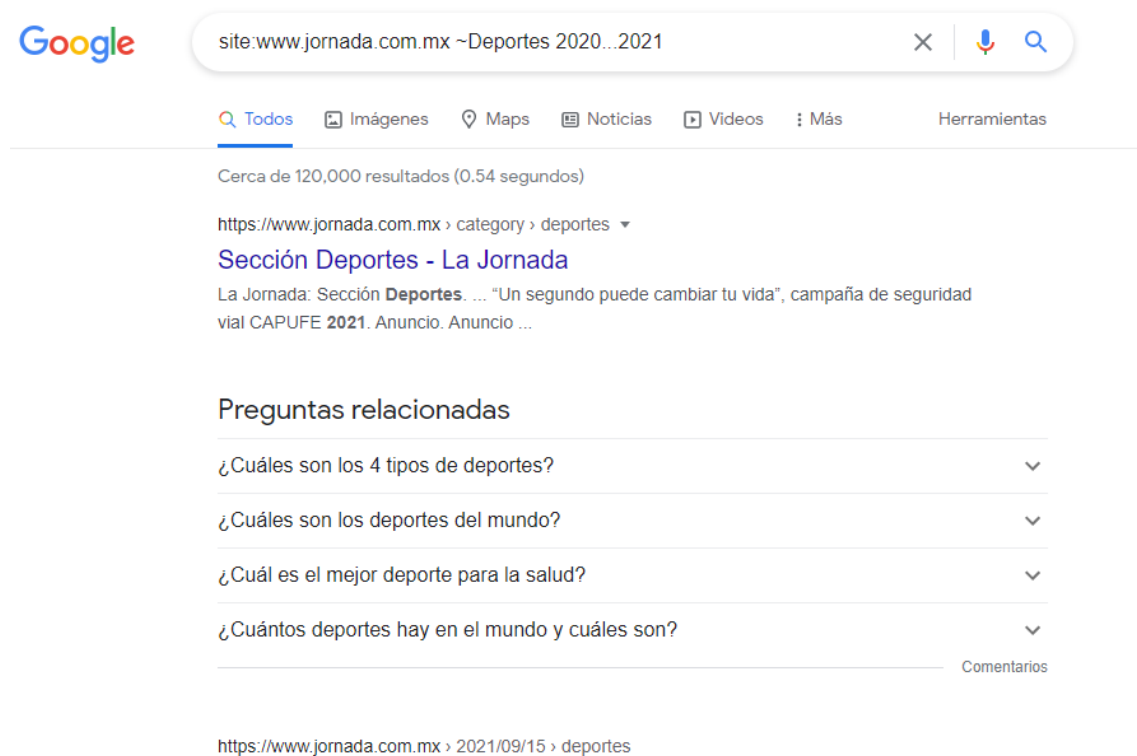 Google
site:www.jornada.com.mx ~Deportes 2020...2021
Todos Imágenes Maps Noticias Videos Más Herramientas
Cerca de 120,000 resultados (0.54 segundos)
https://www.jornada.com.mx › category › deportes
Sección Deportes - La Jornada
La Jornada: Sección Deportes. ... “Un segundo puede cambiar tu vida”, campaña de seguridad
vial CAPUFE 2021. Anuncio. Anuncio ...
Preguntas relacionadas
¿Cuáles son los 4 tipos de deportes?
¿Cuáles son los deportes del mundo?
¿Cuál es el mejor deporte para la salud?
¿Cuántos deportes hay en el mundo y cuáles son?
Comentarios
https://www.jornada.com.mx › 2021/09/15 › deportes